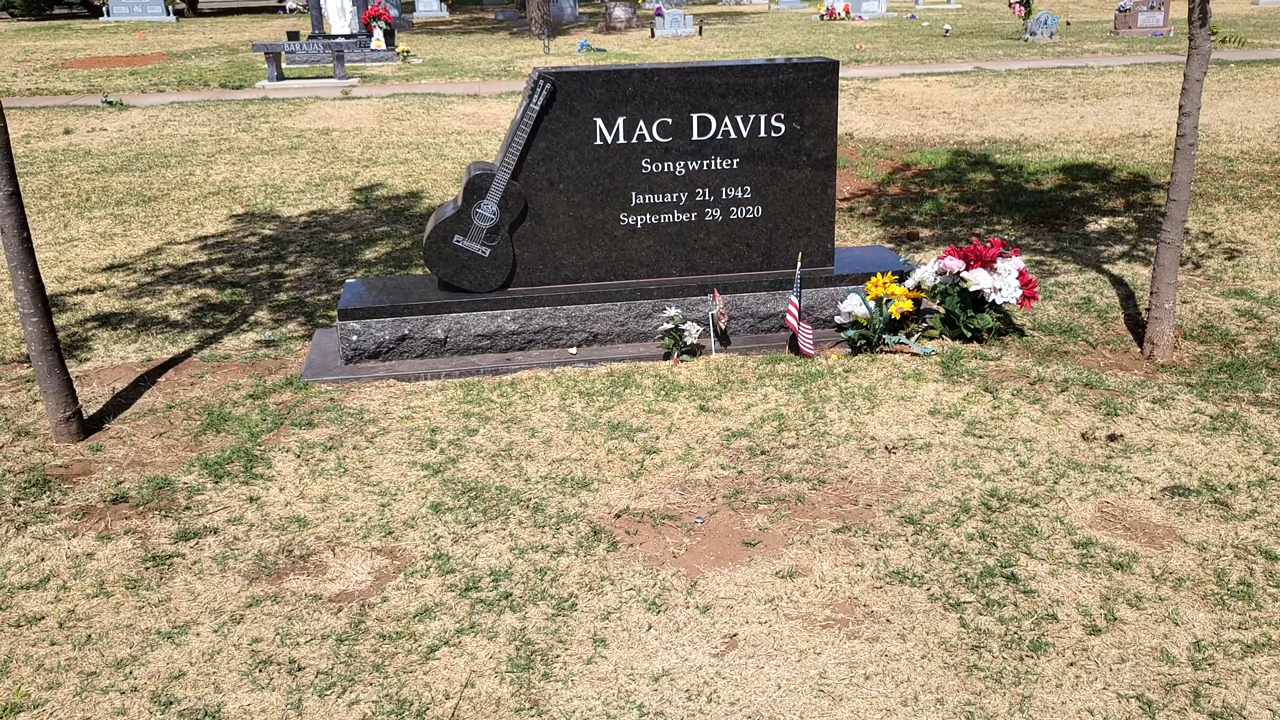 BARAJAS
MAC DAVIS
Songwriter
January 21, 1942
September 29, 2020